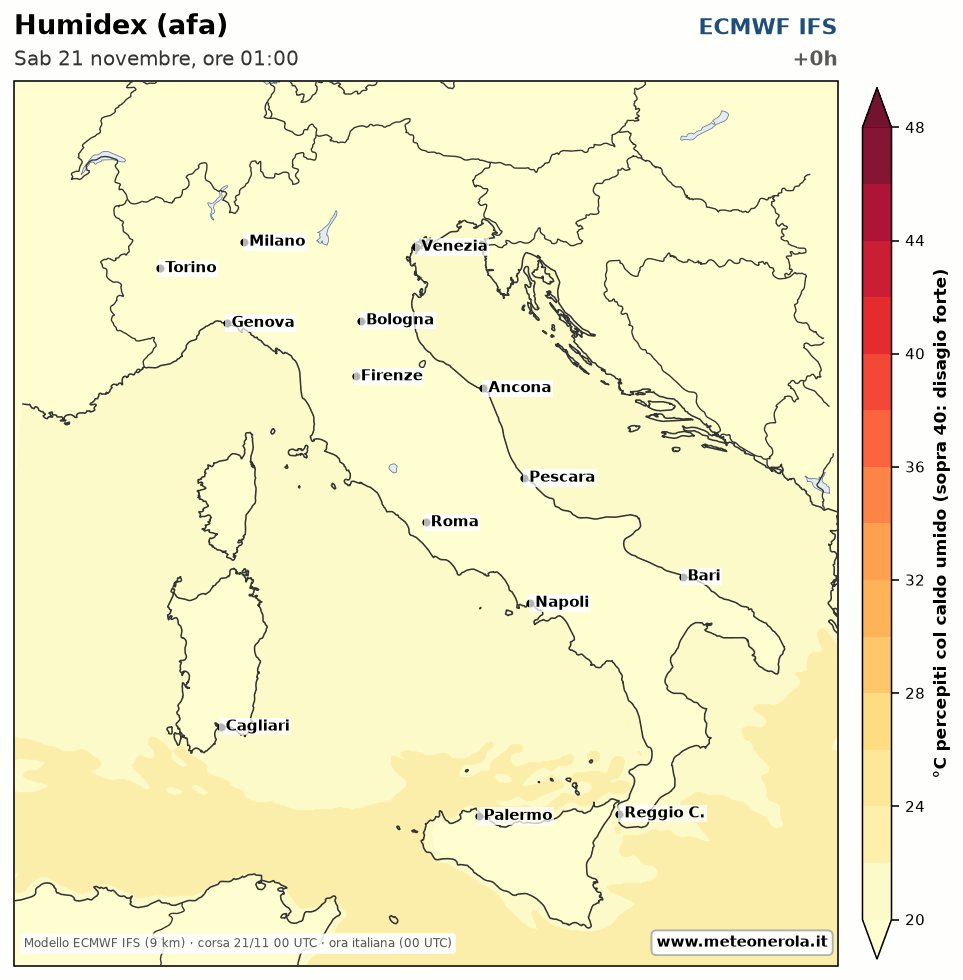 Humidex (afa)
ECMWF IFS
Sab 21 novembre, ore 01:00
+0h
Milano
Venezia
Torino
Genova
Bologna
Firenze
Ancona
Pescara
Roma
Bari
Napoli
Cagliari
Palermo
Reggio C.
48
44
40
36
32
28
24
20
°C percepiti col caldo umido (sopra 40: disagio forte)
Modello ECMWF IFS (9 km) · corsa 21/11 00 UTC · ora italiana (00 UTC)
www.meteonerola.it